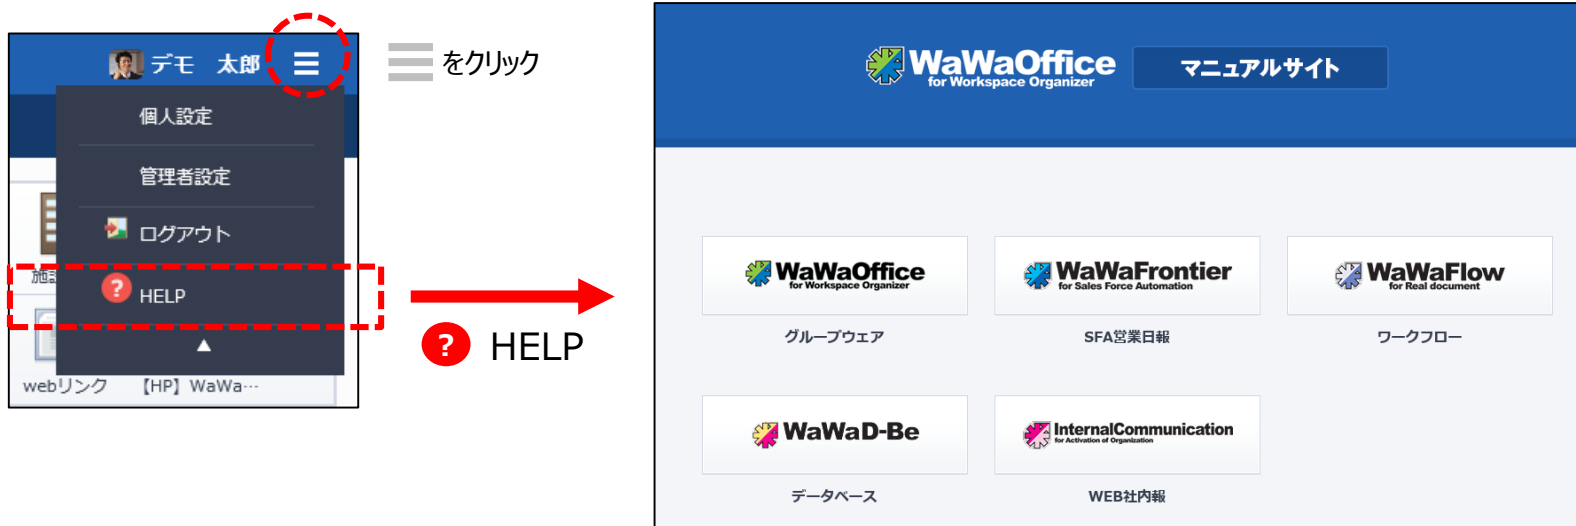 デモ 太郎
をクリック
個人設定
管理者設定
ログアウト
施設
? HELP
webリンク 【HP】WaWa…
? HELP
WaWaOffice
for Workspace Organizer
マニュアルサイト
WaWaOffice
for Workspace Organizer
グループウェア
WaWaFrontier
for Sales Force Automation
SFA営業日報
WaWaFlow
for Real document
ワークフロー
WaWaD-Be
データベース
InternalCommunication
for Activation of Organization
WEB社内報